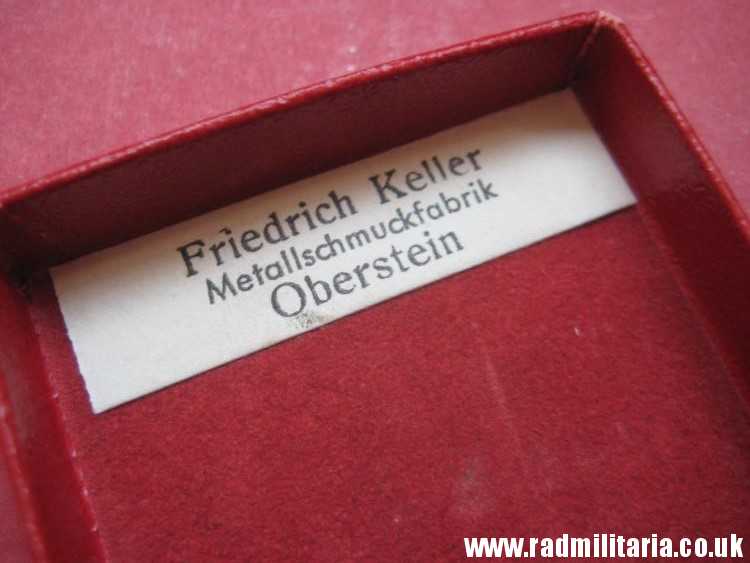 Friedrich Keller
Metallschmuckfabrik
Oberstein
www.radmilitaria.co.uk